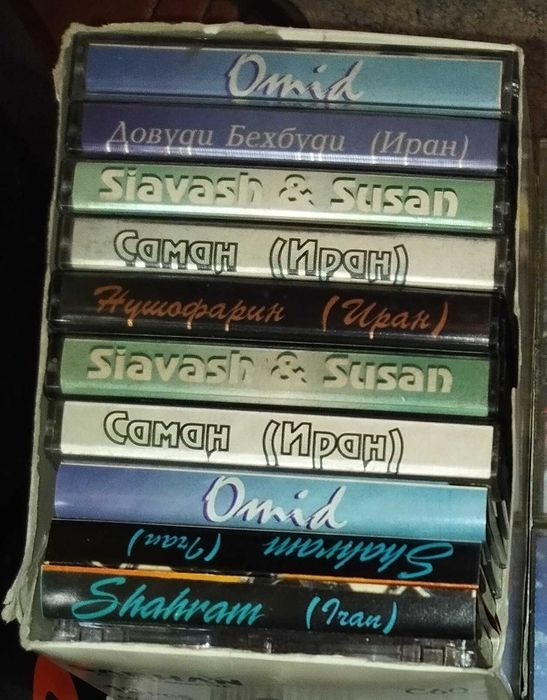 Omid
Довуди Бехбуди (Иран)
Siavash & Susan
Саман (Иран)
Нушофарин (Иран)
Siavash & Susan
Саман (Иран)
Omid
Shahram (Iran)
Shahram (Iran)